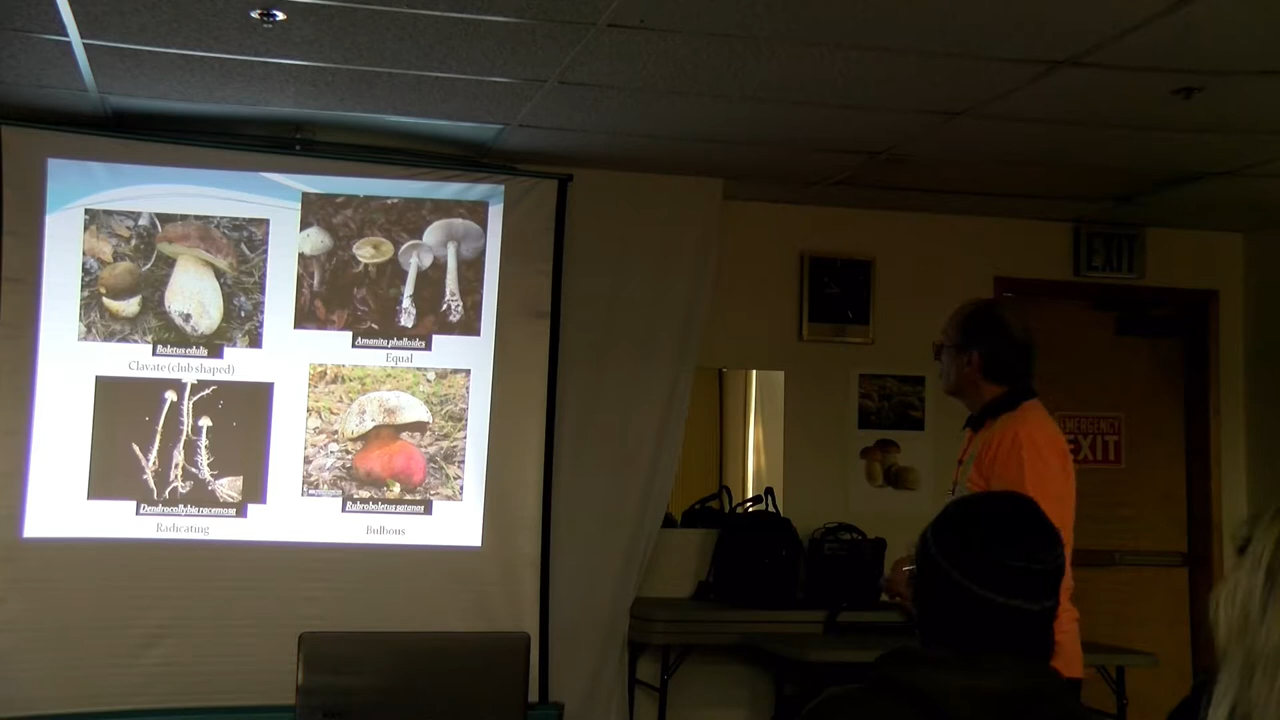 Boletus edulis
Clavate (club shaped)
Amanita phalloides
Equal
Dendrocollybia racemosa
Radicating
Rubroboletus satanas
Bulbous
EXIT
EMERGENCY
EXIT